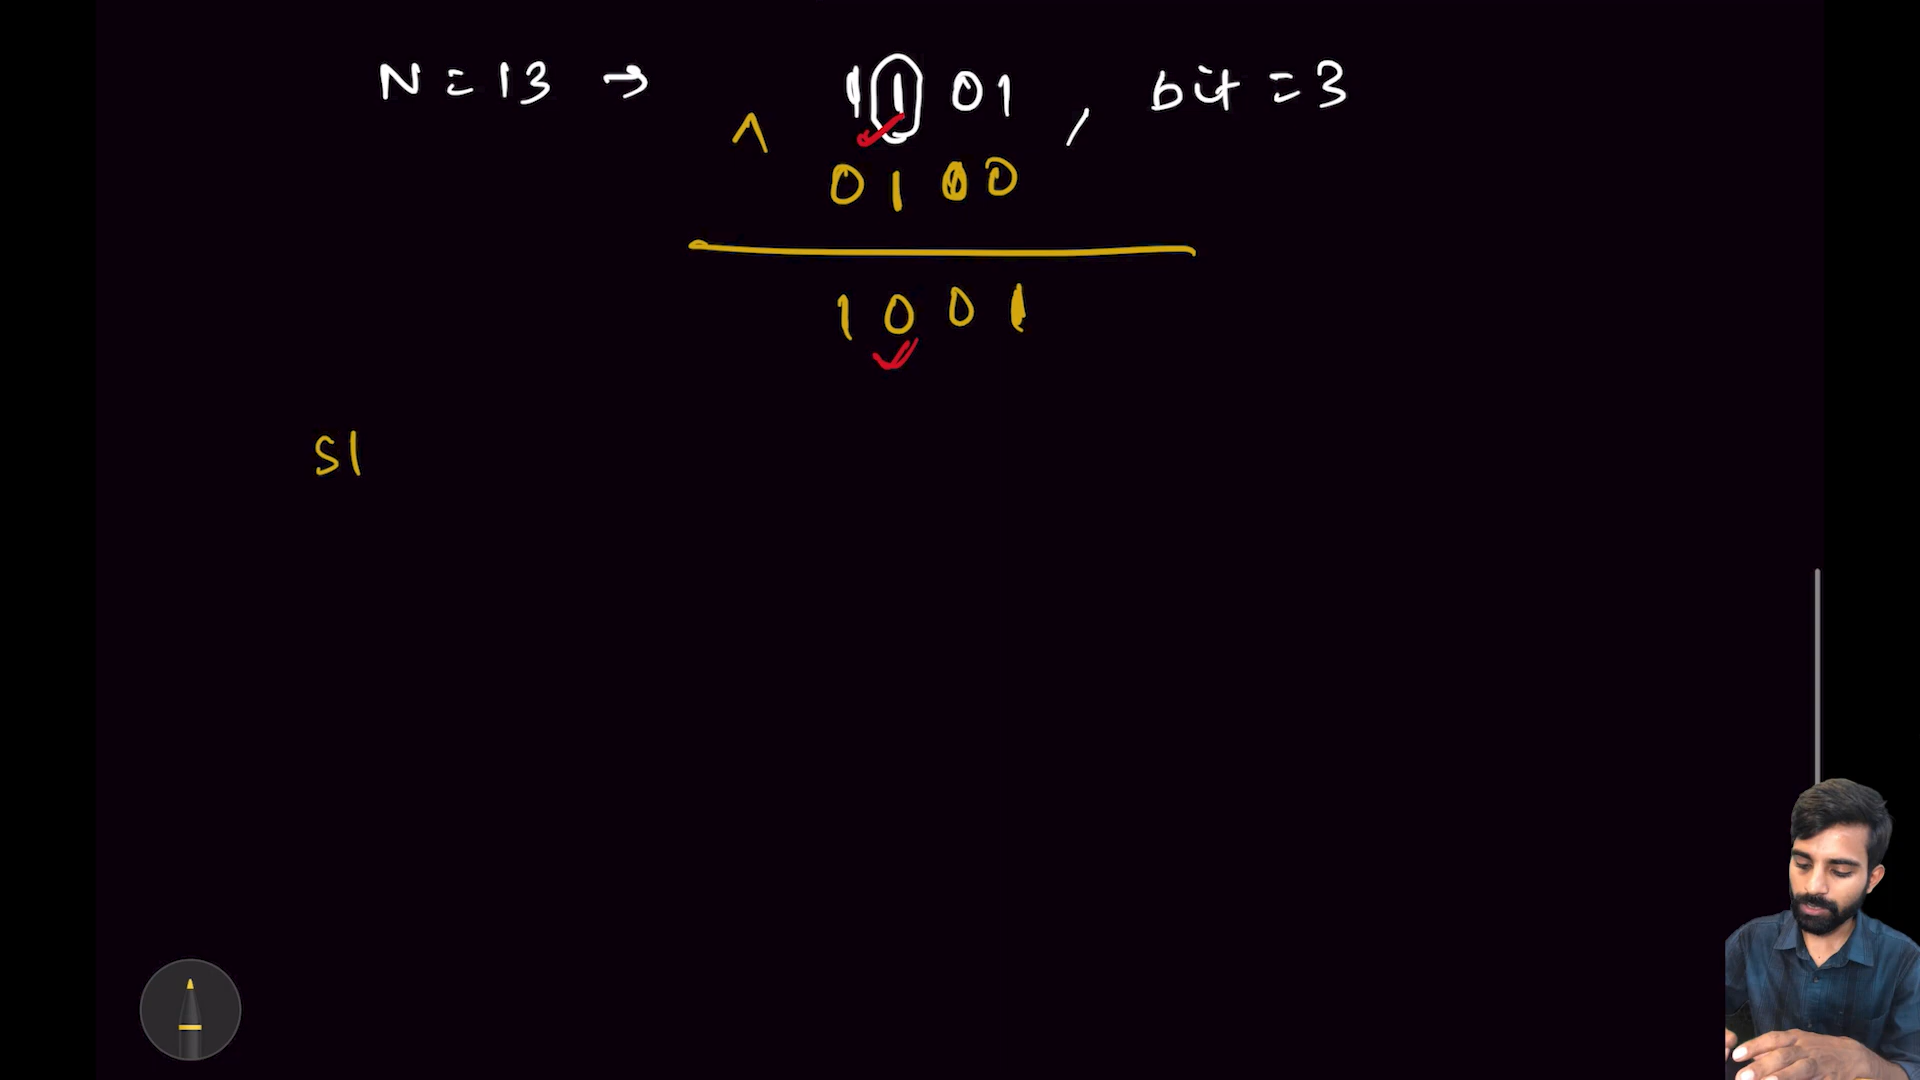 N = 13 → 1101 , bit = 3
^ 0100
1001
S1